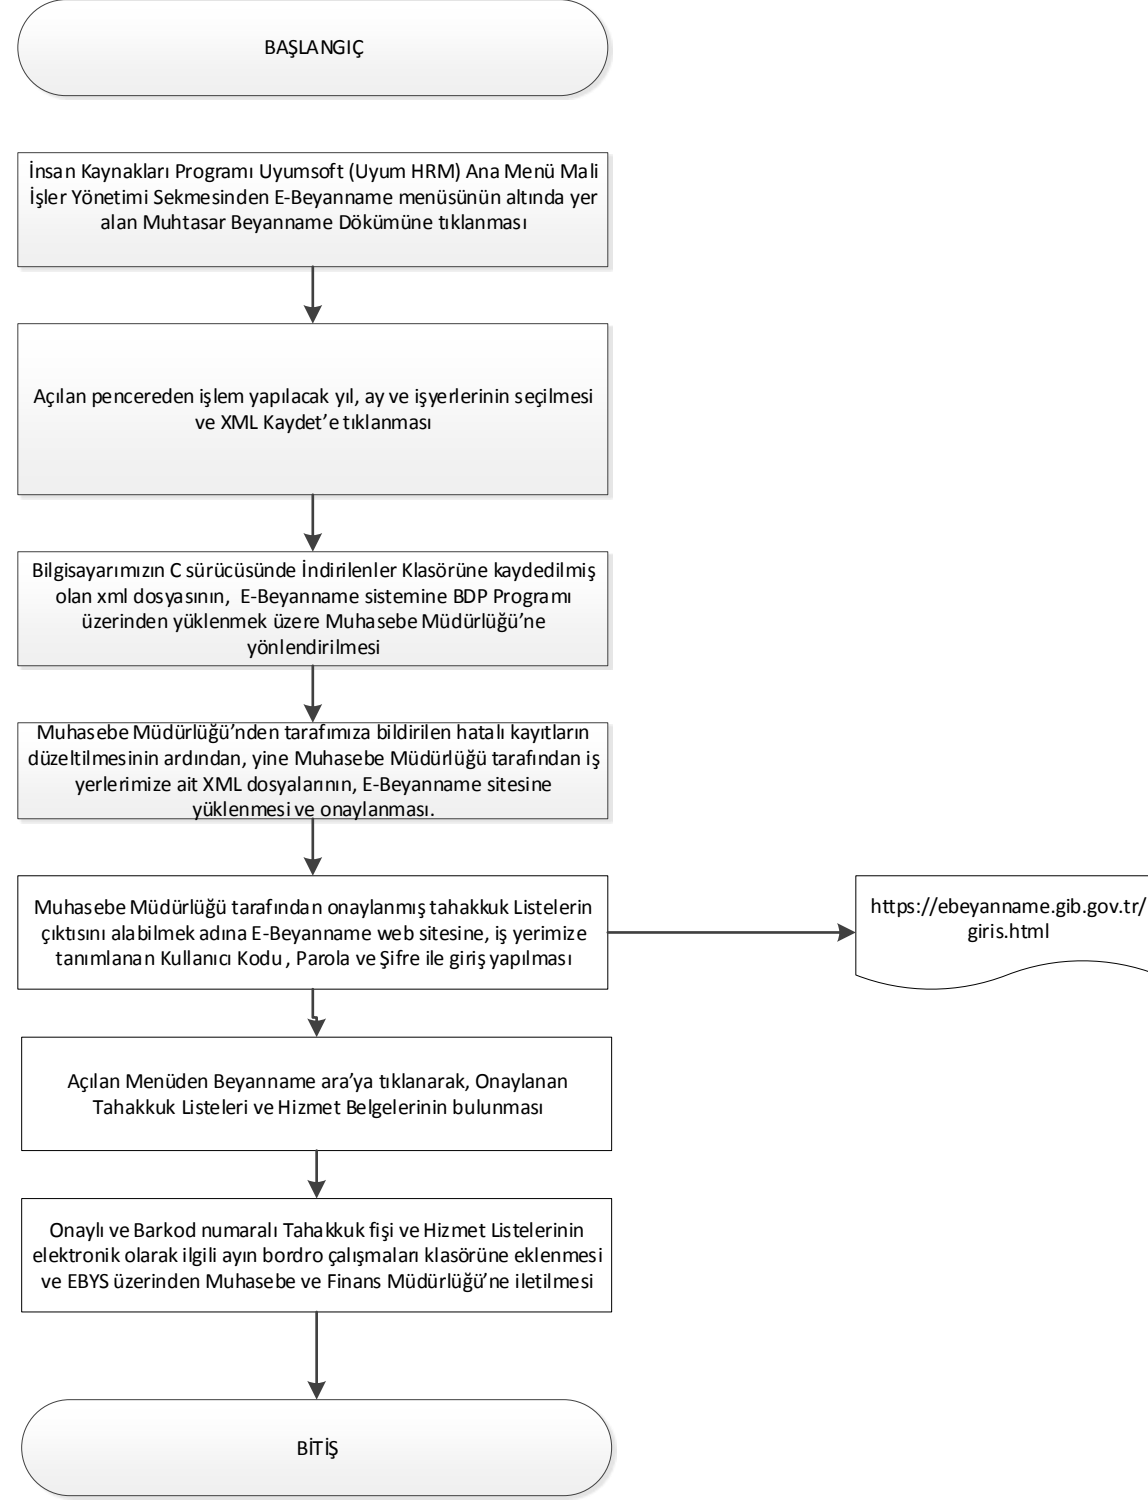 BAŞLANGIÇ
İnsan Kaynakları Programı Uyumsoft (Uyum HRM) Ana Menü Mali
İşler Yönetimi Sekmesinden E-Beyanname menüsünün altında yer
alan Muhtasar Beyanname Dökümüne tıklanması
Açılan pencereden işlem yapılacak yıl, ay ve işyerlerinin seçilmesi
ve XML Kaydet’e tıklanması
Bilgisayarımızın C sürücüsünde İndirilenler Klasörüne kaydedilmiş
olan xml dosyasının, E-Beyanname sistemine BDP Programı
üzerinden yüklenmek üzere Muhasebe Müdürlüğü’ne
yönlendirilmesi
Muhasebe Müdürlüğü’nden tarafımıza bildirilen hatalı kayıtların
düzeltilmesinin ardından, yine Muhasebe Müdürlüğü tarafından iş
yerlerimize ait XML dosyalarının, E-Beyanname sitesine
yüklenmesi ve onaylanması.
Muhasebe Müdürlüğü tarafından onaylanmış tahakkuk Listelerin
çıktısını alabilmek adına E-Beyanname web sitesine, iş yerimize
tanımlanan Kullanıcı Kodu , Parola ve Şifre ile giriş yapılması
https://ebeyanname.gib.gov.tr/
giris.html
Açılan Menüden Beyanname ara’ya tıklanarak, Onaylanan
Tahakkuk Listeleri ve Hizmet Belgelerinin bulunması
Onaylı ve Barkod numaralı Tahakkuk fişi ve Hizmet Listelerinin
elektronik olarak ilgili ayın bordro çalışmaları klasörüne eklenmesi
ve EBYS üzerinden Muhasebe ve Finans Müdürlüğü’ne iletilmesi
BİTİŞ